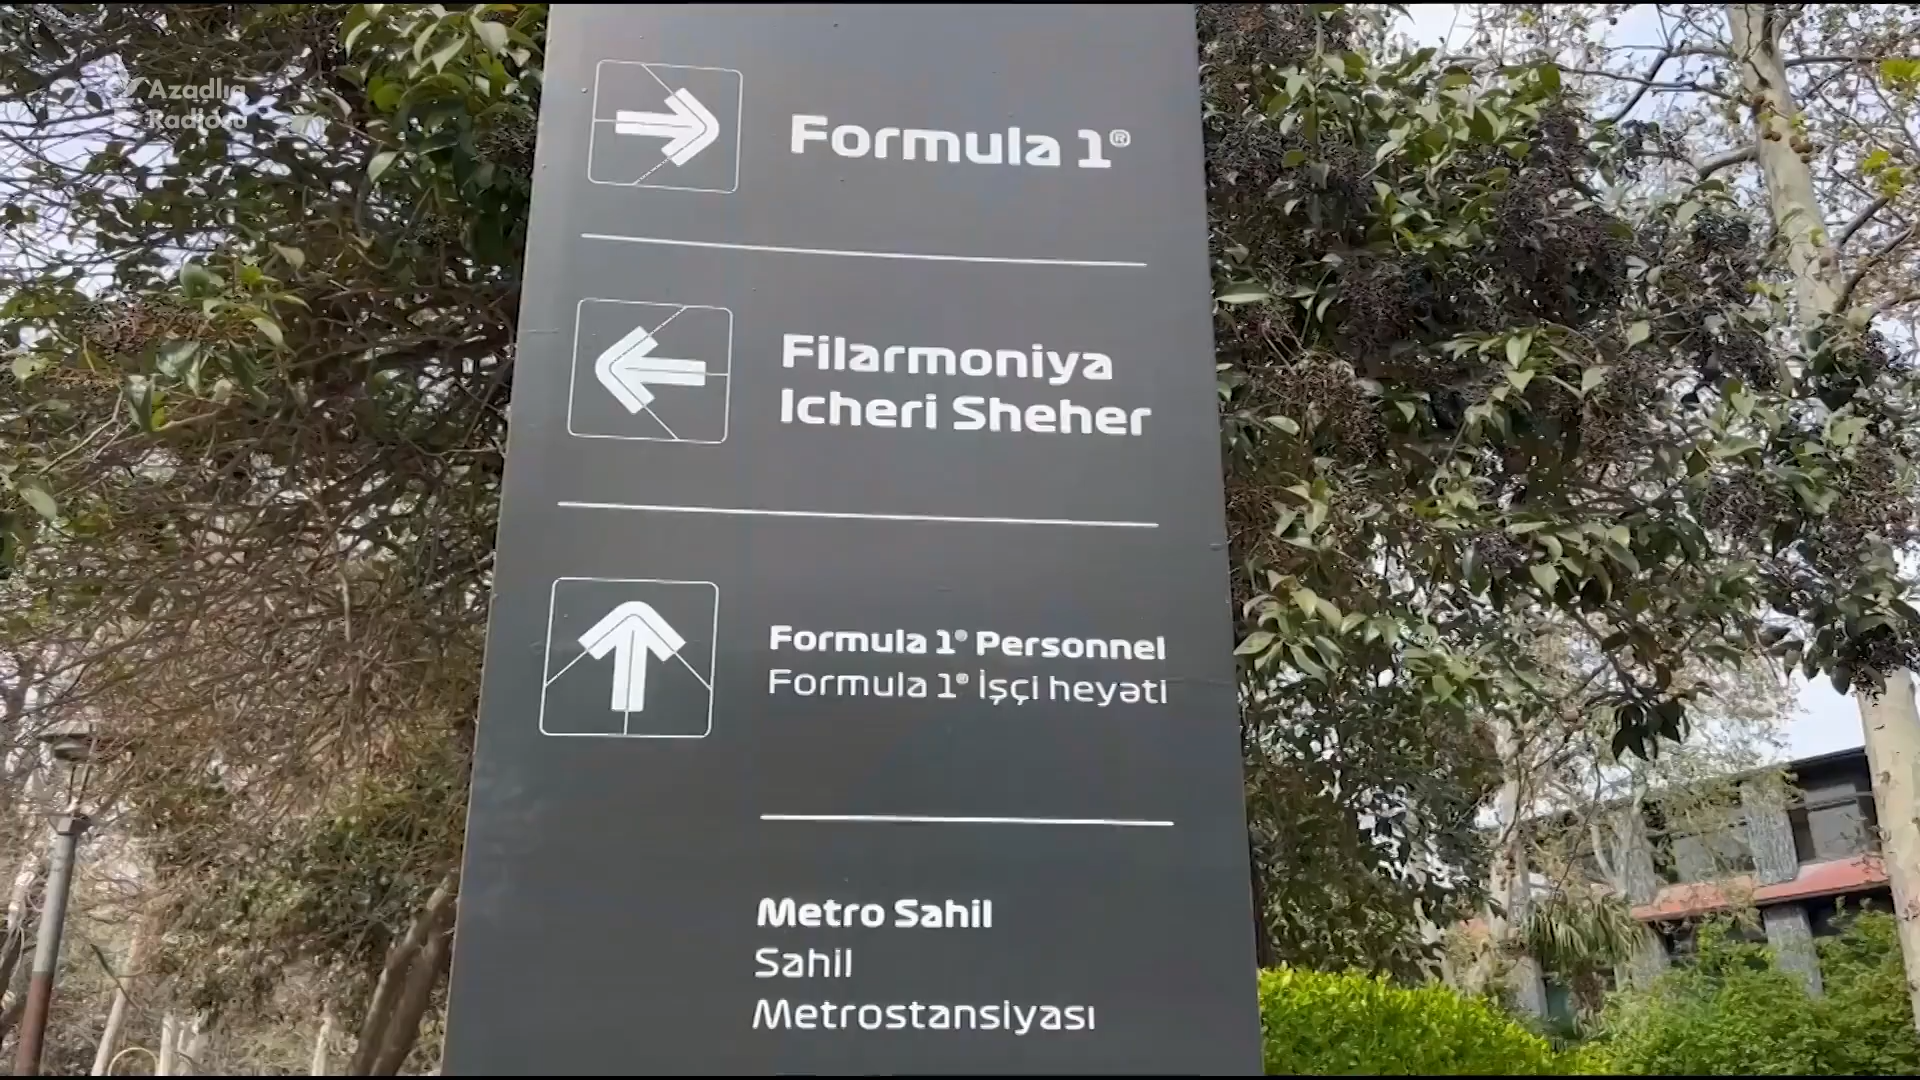 Azadlıq
Radiosu
Formula 1®
Filarmoniya
Icheri Sheher
Formula 1® Personnel
Formula 1® İşçi heyəti
Metro Sahil
Sahil
Metrostansiyası